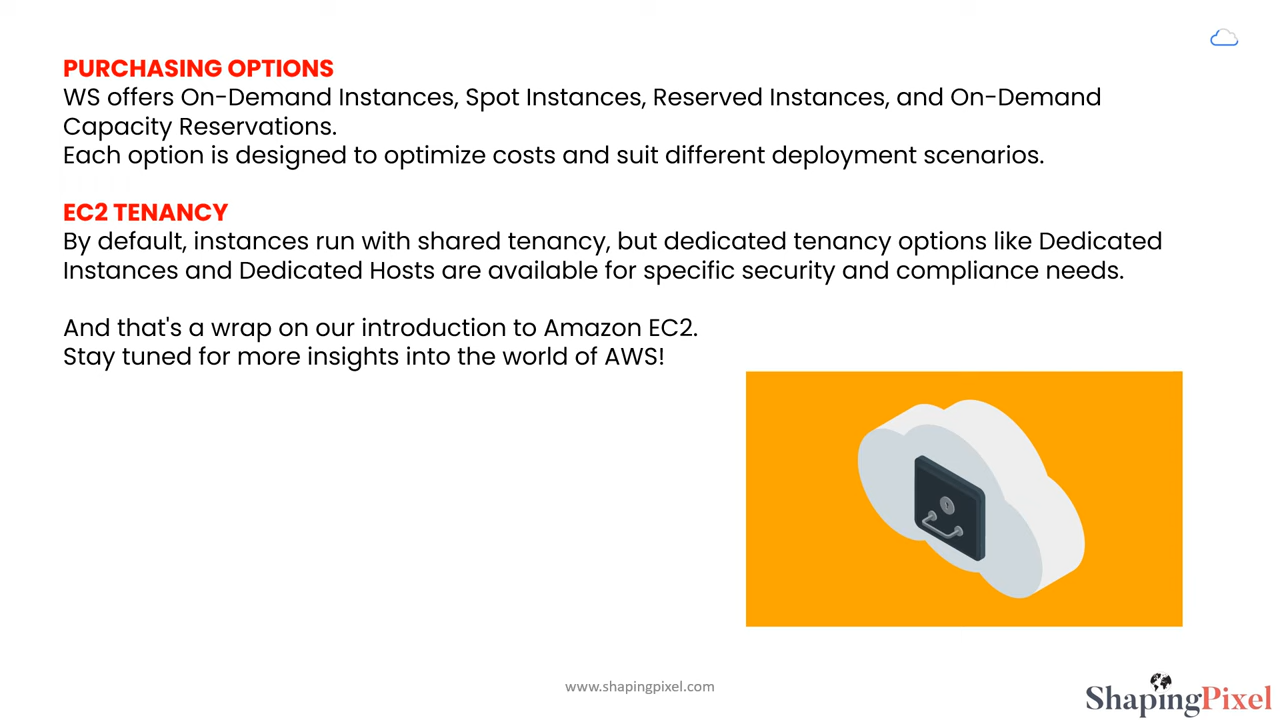 PURCHASING OPTIONS
WS offers On-Demand Instances, Spot Instances, Reserved Instances, and On-Demand
Capacity Reservations.
Each option is designed to optimize costs and suit different deployment scenarios.
EC2 TENANCY
By default, instances run with shared tenancy, but dedicated tenancy options like Dedicated
Instances and Dedicated Hosts are available for specific security and compliance needs.
And that's a wrap on our introduction to Amazon EC2.
Stay tuned for more insights into the world of AWS!
www.shapingpixel.com
ShapingPixel